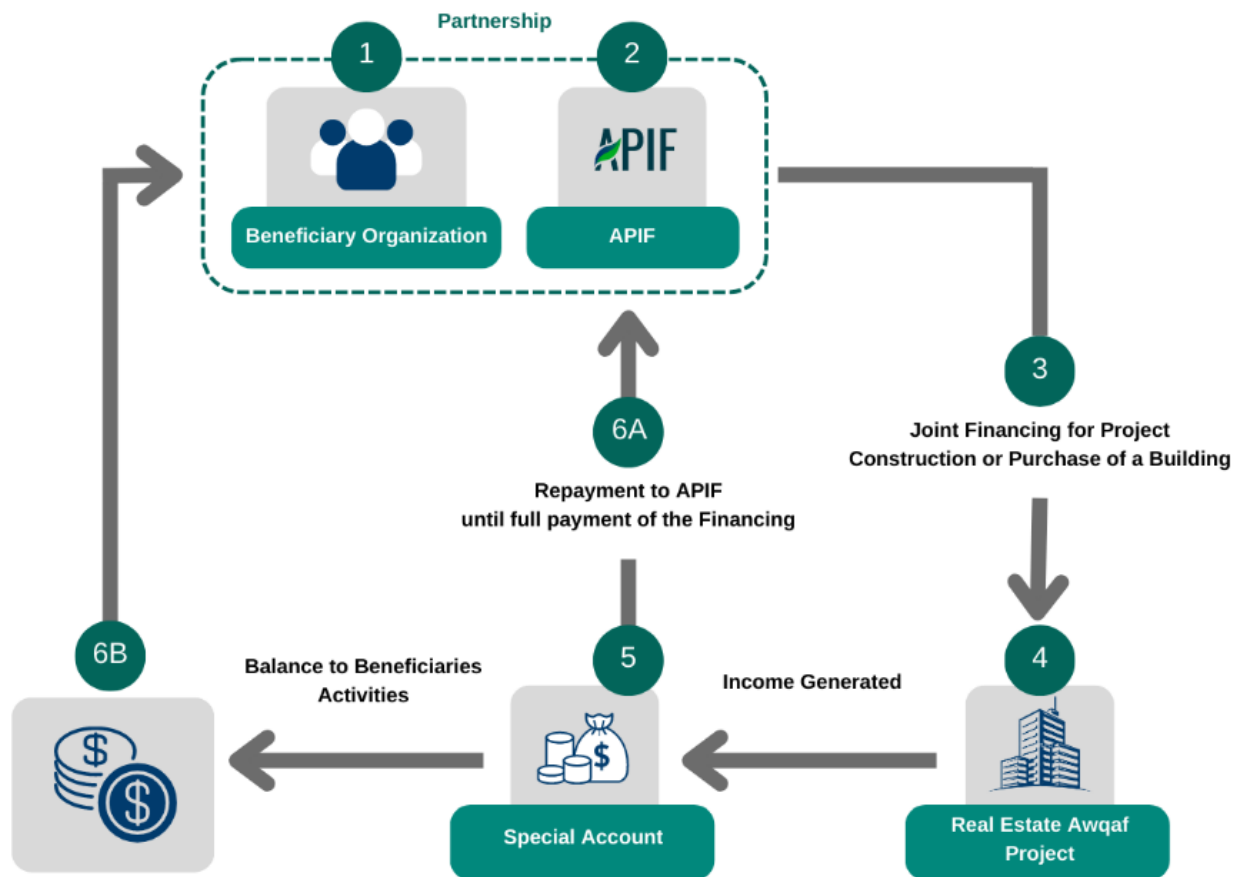 Partnership
1
2
APIF
Beneficiary Organization
APIF
3
Joint Financing for Project
Construction or Purchase of a Building
6A
Repayment to APIF
until full payment of the Financing
6B
Balance to Beneficiaries
Activities
5
Income Generated
4
$
$
$
Special Account
Real Estate Awqaf
Project